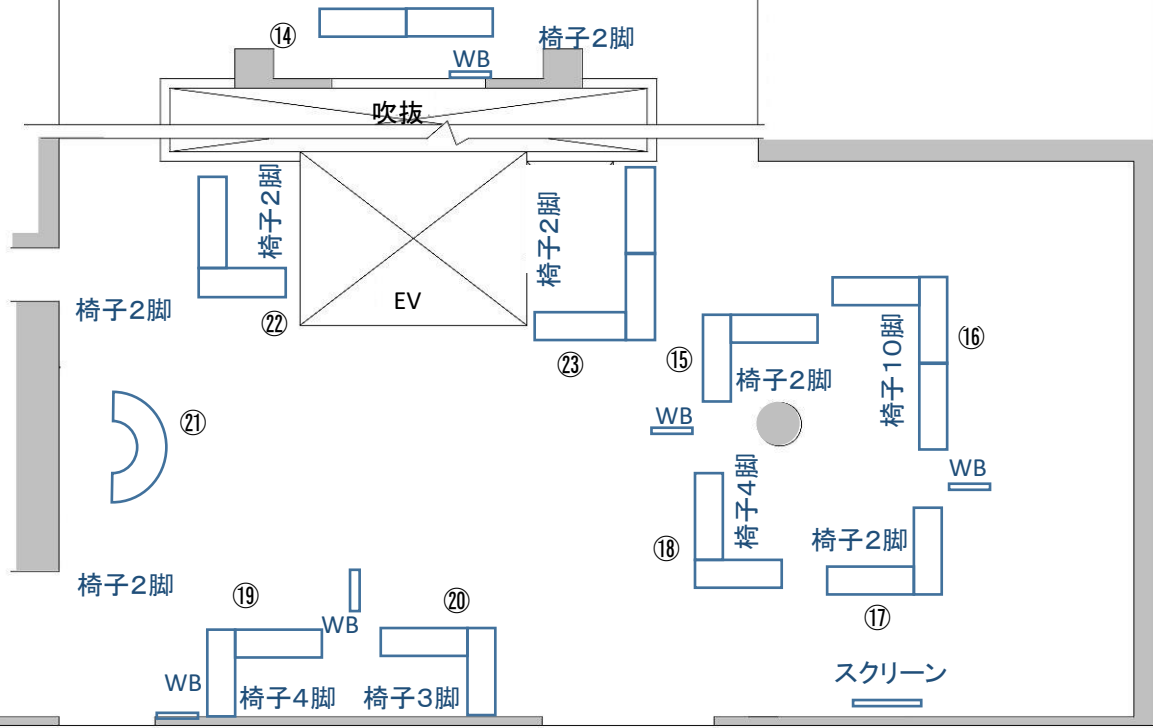 ⑭
椅子2脚
WB
吹抜
椅子2脚
椅子2脚
EV
椅子2脚
㉒
㉓
⑮
椅子2脚
椅子10脚
⑯
㉑
WB
WB
椅子4脚
⑱
椅子2脚
⑰
椅子2脚
⑲
⑳
WB
WB
椅子4脚
椅子3脚
スクリーン